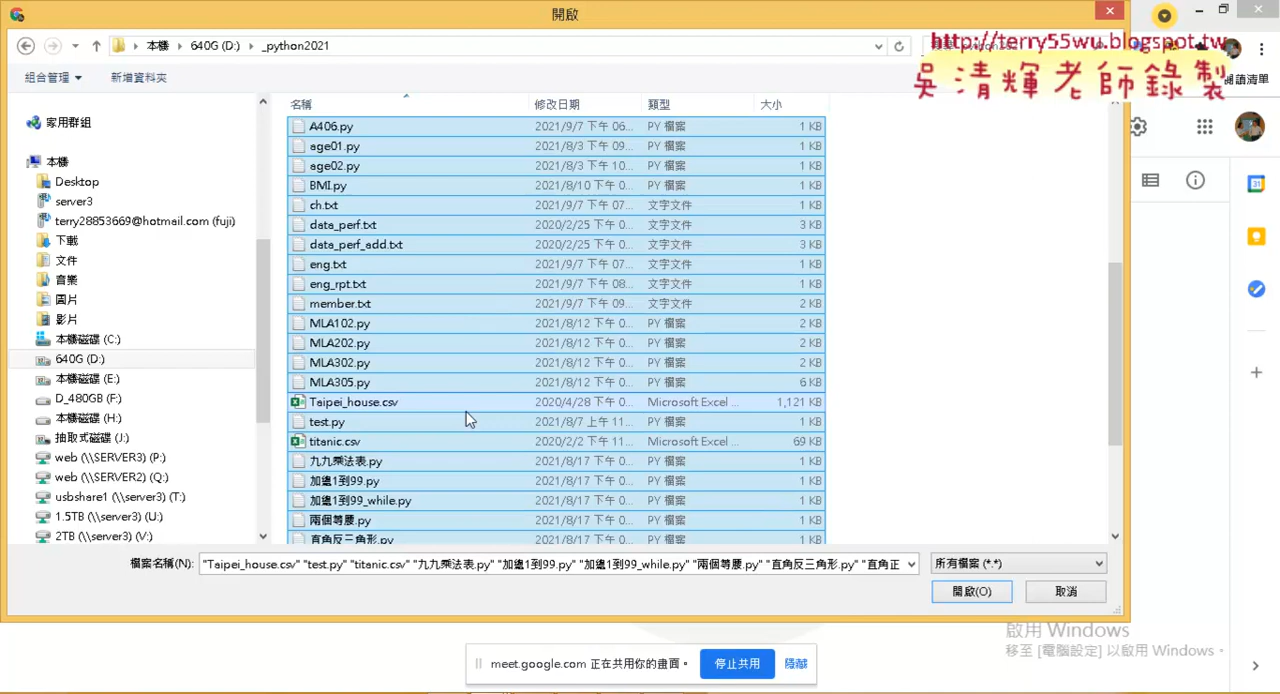 開啟
本機 640G (D:) _python2021
http://terry55wu.blogspot.tw
吳清輝老師錄製
組合管理 新增資料夾
閱讀清單
名稱 修改日期 類型 大小
家用群組
本機
Desktop
server3
terry28853669@hotmail.com (fuji)
下載
文件
音樂
圖片
影片
本機磁碟 (C:)
640G (D:)
本機磁碟 (E:)
D_480GB (F:)
本機磁碟 (H:)
抽取式磁碟 (J:)
web (\\SERVER3) (P:)
web (\\SERVER2) (Q:)
usbshare1 (\\server3) (T:)
1.5TB (\\server3) (U:)
2TB (\\server3) (V:)
A406.py 2021/9/7 下午 06... PY 檔案 1 KB
age01.py 2021/8/3 下午 09... PY 檔案 1 KB
age02.py 2021/8/3 下午 10... PY 檔案 1 KB
BMI.py 2021/8/10 下午 0... PY 檔案 1 KB
ch.txt 2021/9/7 下午 0... 文字文件 1 KB
data_perf.txt 2020/2/25 下午 0... 文字文件 3 KB
data_perf_add.txt 2020/2/25 下午 0... 文字文件 3 KB
eng.txt 2021/9/7 下午 07... 文字文件 1 KB
eng_rpt.txt 2021/9/7 下午 08... 文字文件 1 KB
member.txt 2021/9/7 下午 09... 文字文件 2 KB
MLA102.py 2021/8/12 下午 0... PY 檔案 2 KB
MLA202.py 2021/8/12 下午 0... PY 檔案 2 KB
MLA302.py 2021/8/12 下午 0... PY 檔案 2 KB
MLA305.py 2021/8/12 下午 0... PY 檔案 6 KB
Taipei_house.csv 2020/4/28 下午 0... Microsoft Excel ... 1,121 KB
test.py 2021/8/7 上午 11... PY 檔案 1 KB
titanic.csv 2020/2/2 下午 11... Microsoft Excel ... 69 KB
九九乘法表.py 2021/8/17 下午 0... PY 檔案 1 KB
加總1到99.py 2021/8/17 下午 0... PY 檔案 1 KB
加總1到99_while.py 2021/8/17 下午 0... PY 檔案 1 KB
兩個等腰.py 2021/8/17 下午 0... PY 檔案 1 KB
直角反三角形.py 2021/8/17 下午 0... PY 檔案 1 KB
檔案名稱(N): "Taipei_house.csv" "test.py" "titanic.csv" "九九乘法表.py" "加總1到99.py" "加總1到99_while.py" "兩個等腰.py" "直角反三角形.py" "直角正 所有檔案 (*.*)
開啟(O) 取消
31
啟用 Windows
移至 [電腦設定] 以啟用 Windows。
meet.google.com 正在共用你的畫面。 停止共用 隱藏